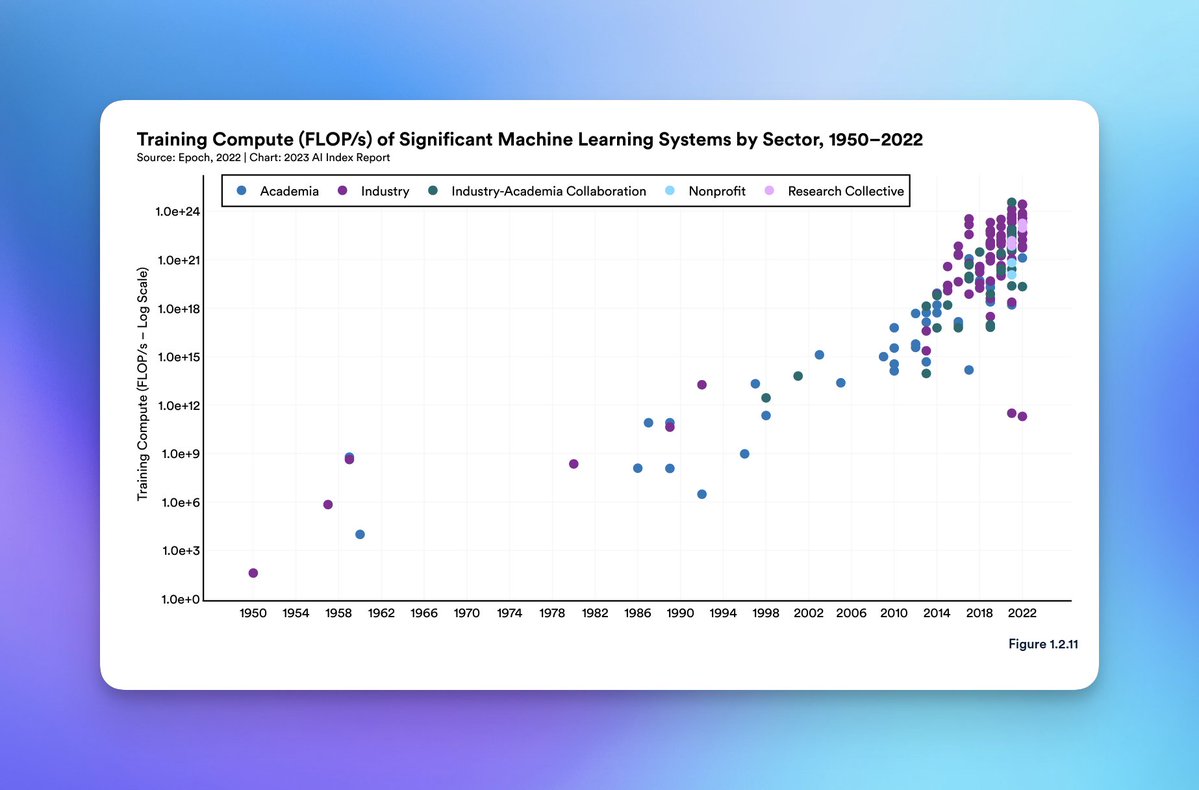 Training Compute (FLOP/s) of Significant Machine Learning Systems by Sector, 1950–2022
Source: Epoch, 2022 | Chart: 2023 AI Index Report
Academia Industry Industry-Academia Collaboration Nonprofit Research Collective
Training Compute (FLOP/s – Log Scale)
1.0e+24
1.0e+21
1.0e+18
1.0e+15
1.0e+12
1.0e+9
1.0e+6
1.0e+3
1.0e+0
1950 1954 1958 1962 1966 1970 1974 1978 1982 1986 1990 1994 1998 2002 2006 2010 2014 2018 2022
Figure 1.2.11